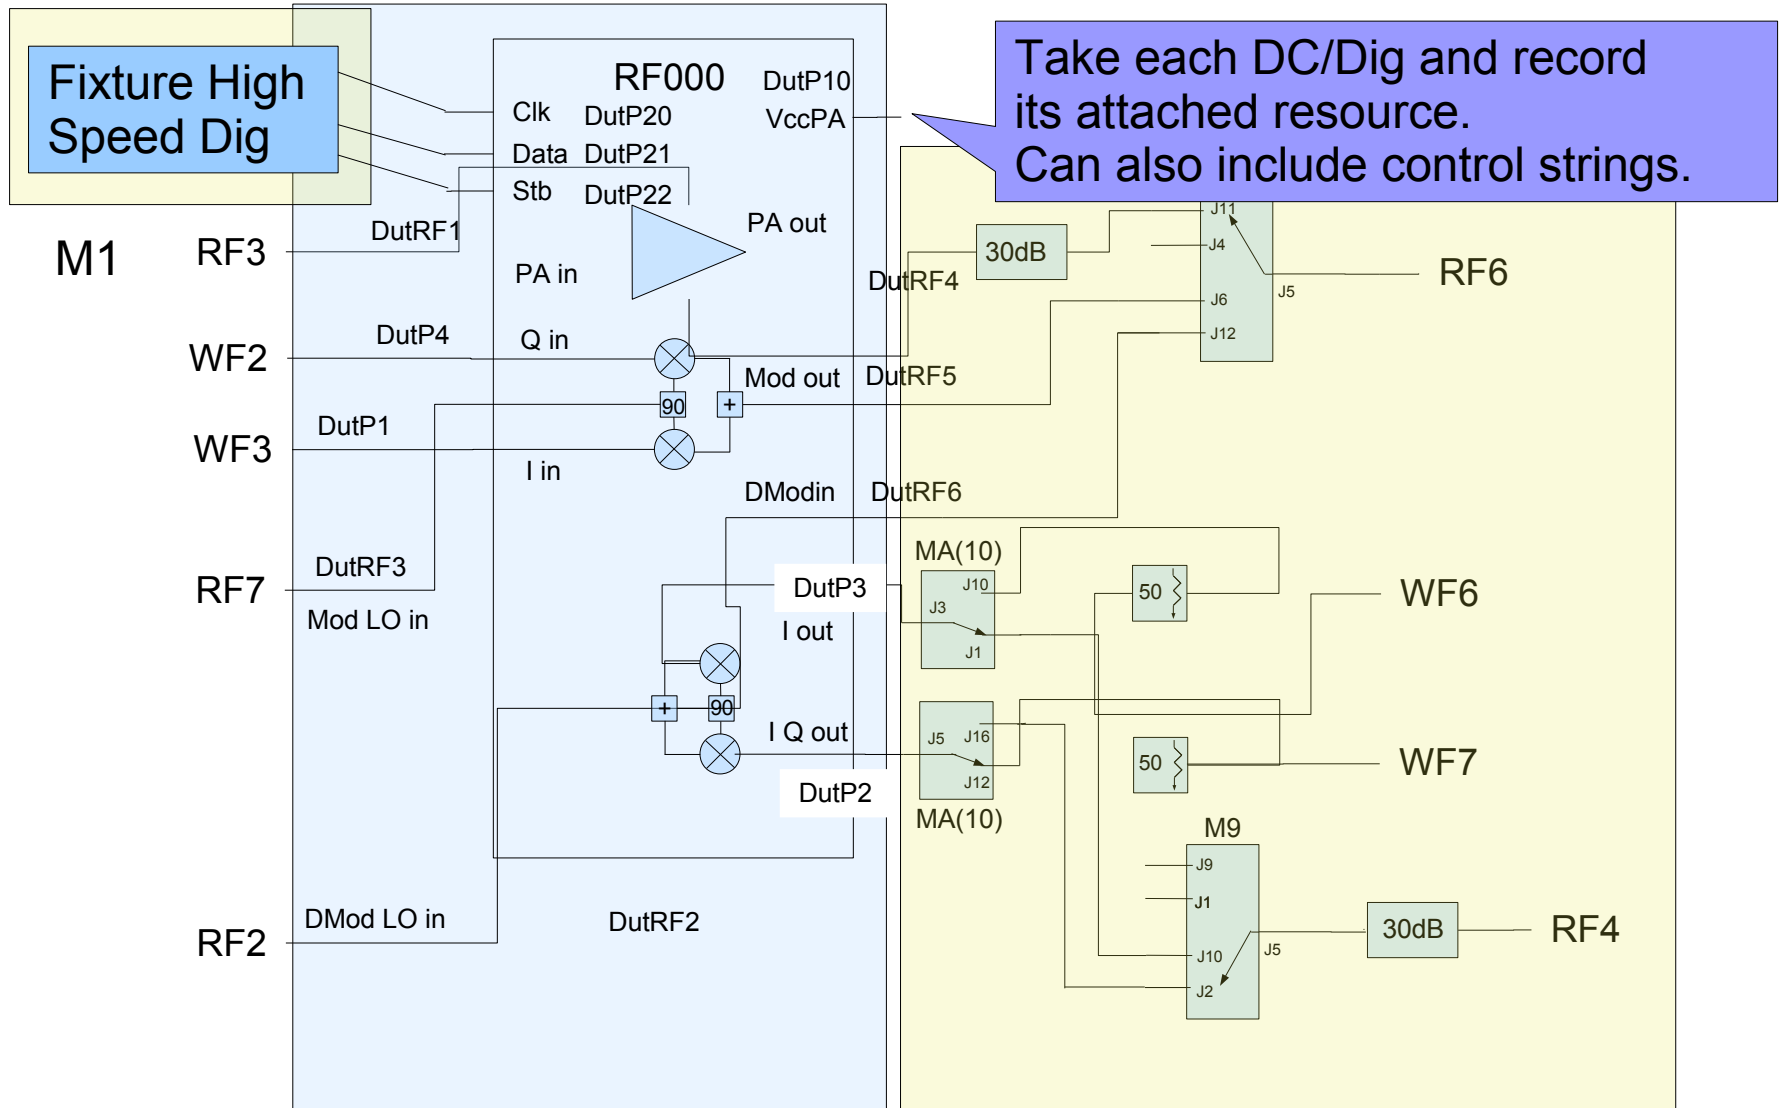 Fixture High
Speed Dig
Take each DC/Dig and record
its attached resource.
Can also include control strings.
RF000
DutP10
VccPA
Clk
DutP20
Data
DutP21
Stb
DutP22
M1
RF3
DutRF1
PA in
PA out
DutRF4
30dB
J11
J4
J6
J12
J5
RF6
WF2
DutP4
Q in
Mod out
DutRF5
90
+
WF3
DutP1
I in
DModin
DutRF6
RF7
DutRF3
Mod LO in
DutP3
I out
MA(10)
J10
J3
J1
50
WF6
+
90
I Q out
DutP2
J5
J16
J12
MA(10)
50
WF7
M9
J9
J1
J10
J2
J5
30dB
RF4
RF2
DMod LO in
DutRF2